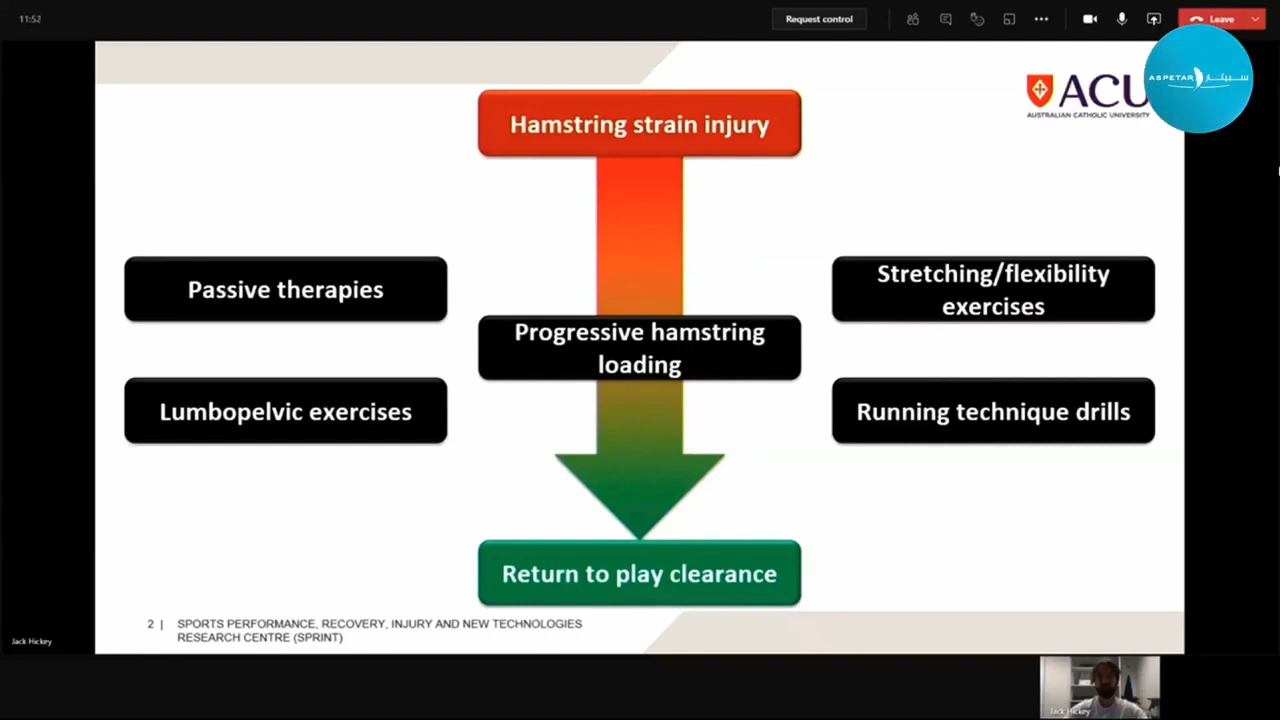 11:52
Request control
Leave
ASPETAR سبيتار
ACU
AUSTRALIAN CATHOLIC UNIVERSITY
Hamstring strain injury
Passive therapies
Stretching/flexibility
exercises
Progressive hamstring
loading
Lumbopelvic exercises
Running technique drills
Return to play clearance
2 | SPORTS PERFORMANCE, RECOVERY, INJURY AND NEW TECHNOLOGIES
RESEARCH CENTRE (SPRINT)
Jack Hickey
Jack Hickey